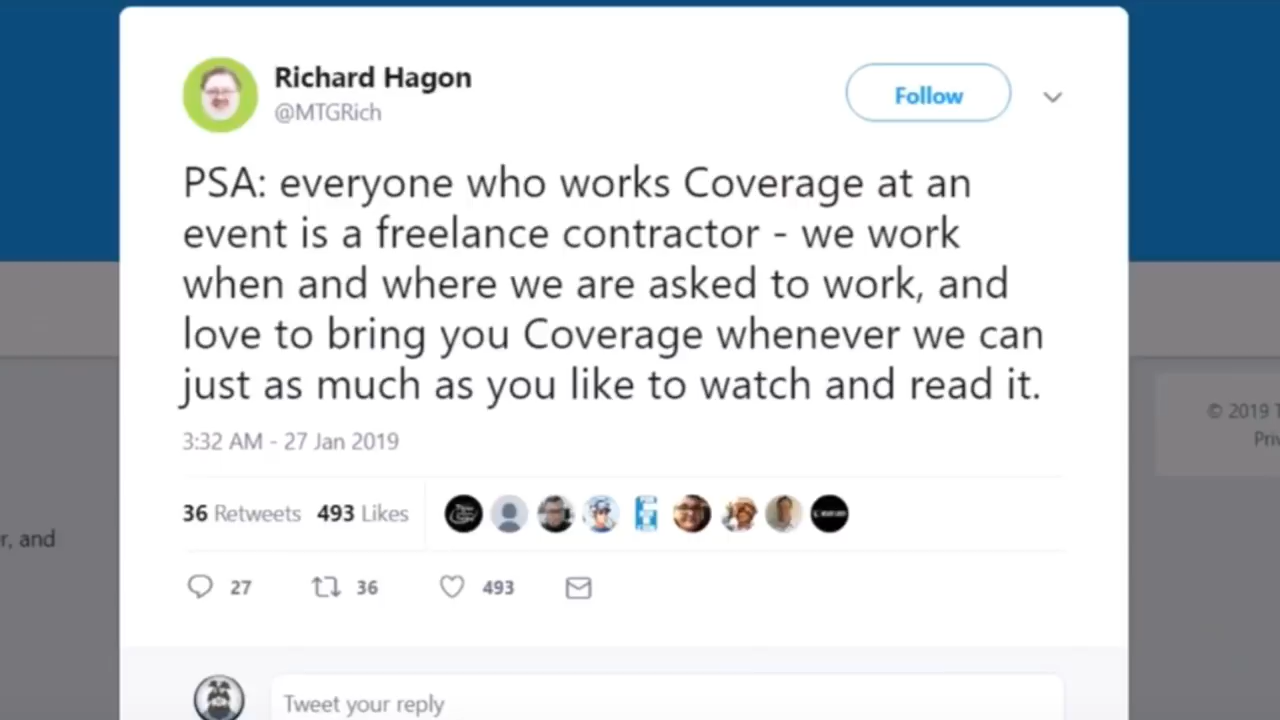 Richard Hagon
@MTGRich
Follow
PSA: everyone who works Coverage at an
event is a freelance contractor - we work
when and where we are asked to work, and
love to bring you Coverage whenever we can
just as much as you like to watch and read it.
3:32 AM - 27 Jan 2019
36 Retweets 493 Likes
27 36 493
Tweet your reply
r, and
© 2019 T
Priv